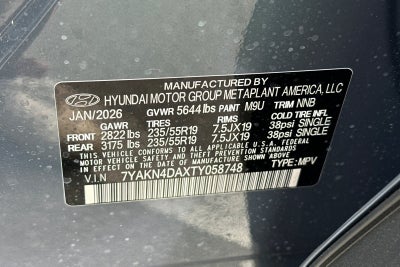 MANUFACTURED BY
HYUNDAI MOTOR GROUP METAPLANT AMERICA, LLC
JAN/2026 GVWR 5644 lbs PAINT M9U TRIM NNB
GAWR TIRES RIMS COLD TIRE INFL
FRONT 2822 lbs 235/55R19 7.5JX19 38psi SINGLE
REAR 3175 lbs 235/55R19 7.5JX19 38psi SINGLE
THIS VEHICLE CONFORMS TO ALL APPLICABLE U.S. FEDERAL
MOTOR VEHICLE SAFETY, BUMPER, AND THEFT PREVENTION
STANDARDS IN EFFECT ON THE DATE OF MANUFACTURE SHOWN ABOVE.
V.I.N 7YAKN4DAXTY058748 TYPE: MPV